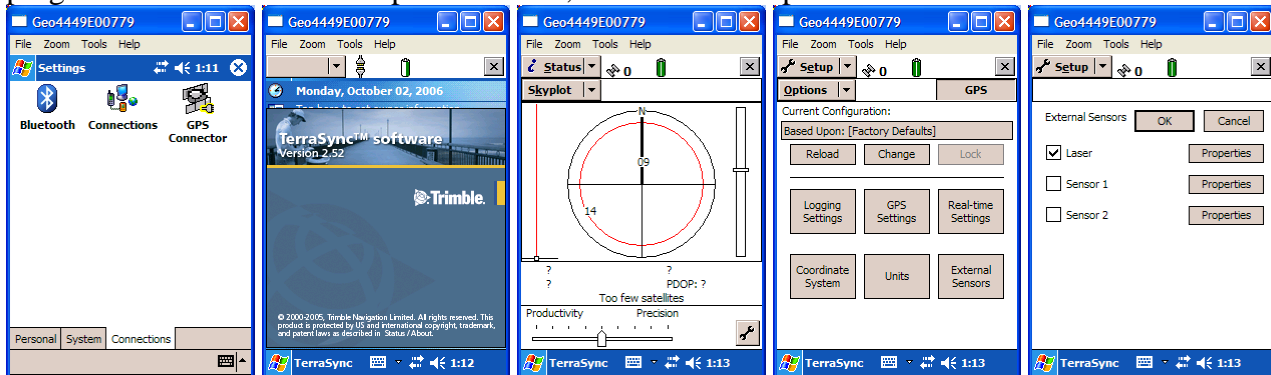 Geo4449E00779
File Zoom Tools Help
Settings 1:11
Bluetooth Connections GPS Connector
Personal System Connections
Geo4449E00779
File Zoom Tools Help
Monday, October 02, 2006
TerraSync™ software
Version 2.52
Trimble.
© 2000-2005, Trimble Navigation Limited. All rights reserved. This
product is protected by US and international copyright, trademark,
and patent laws as described in Status / About.
TerraSync 1:12
Geo4449E00779
File Zoom Tools Help
Status 0
Skyplot
N
09
14
? ?
? PDOP: ?
Too few satellites
Productivity Precision
TerraSync 1:13
Geo4449E00779
File Zoom Tools Help
Setup 0
Options GPS
Current Configuration:
Based Upon: [Factory Defaults]
Reload Change Lock
Logging Settings GPS Settings Real-time Settings
Coordinate System Units External Sensors
TerraSync 1:13
Geo4449E00779
File Zoom Tools Help
Setup 0
External Sensors OK Cancel
Laser Properties
Sensor 1 Properties
Sensor 2 Properties
TerraSync 1:13